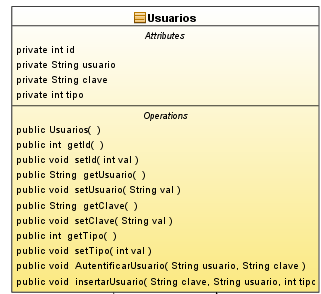 Usuarios
Attributes
private int id
private String usuario
private String clave
private int tipo
Operations
public Usuarios( )
public int getId( )
public void setId( int val )
public String getUsuario( )
public void setUsuario( String val )
public String getClave( )
public void setClave( String val )
public int getTipo( )
public void setTipo( int val )
public void AutentificarUsuario( String usuario, String clave )
public void insertarUsuario( String clave, String usuario, int tipo